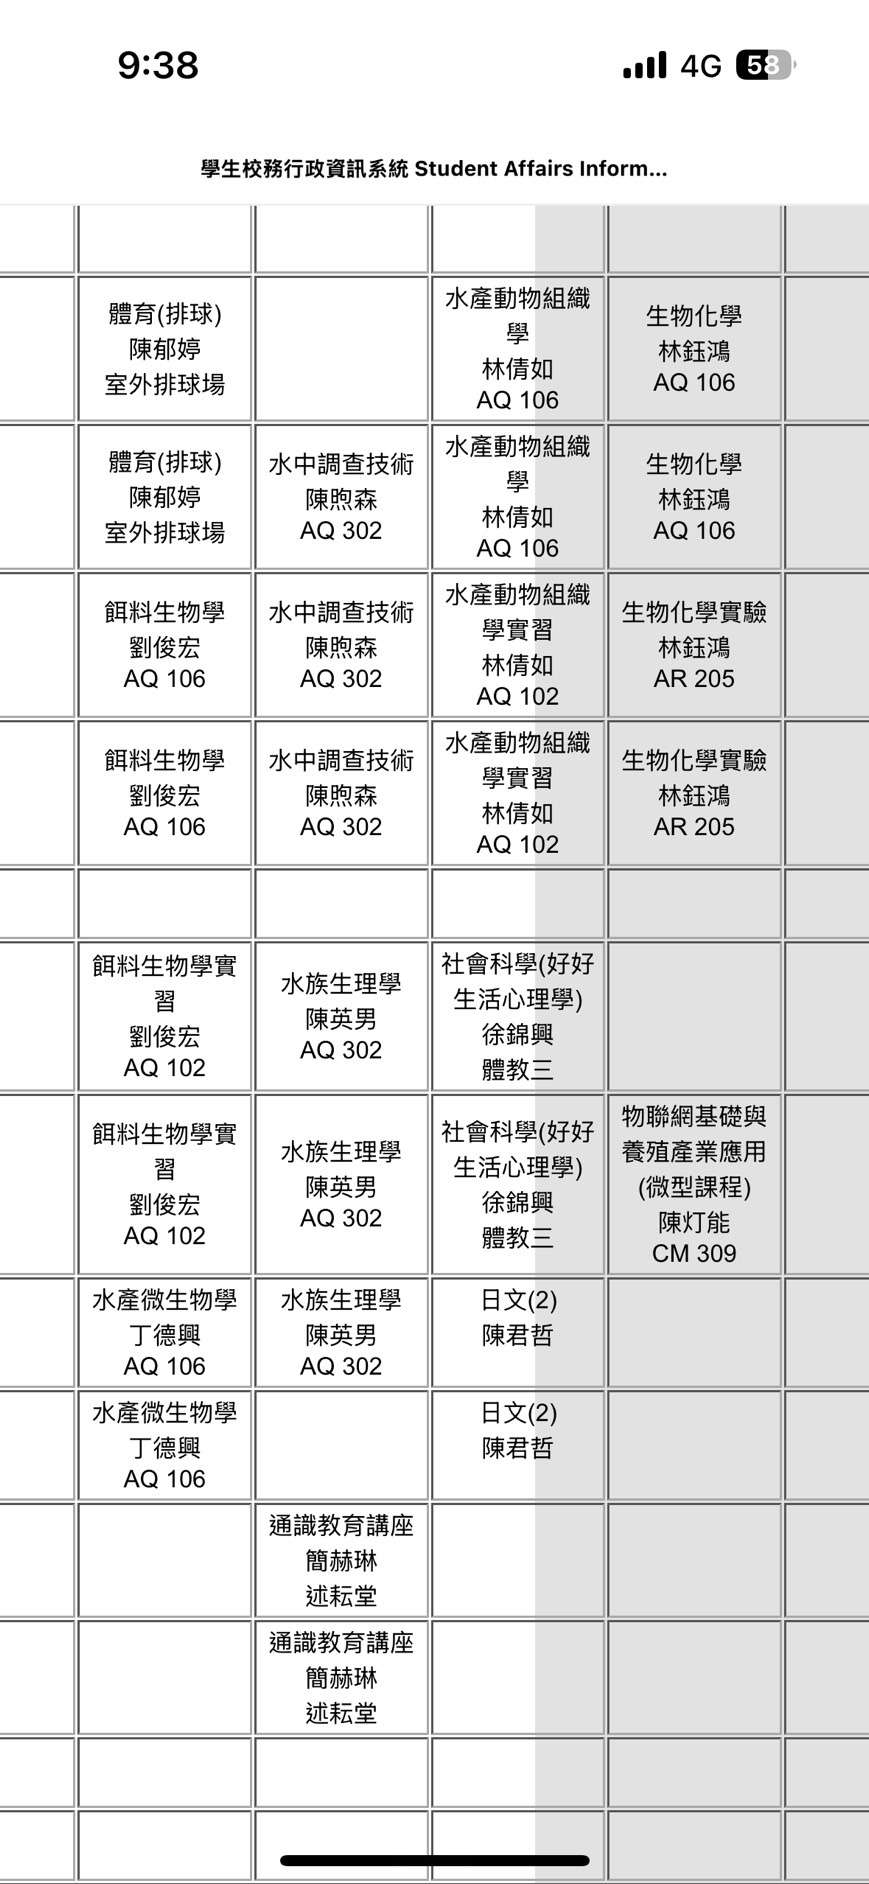 9:38
4G 58
學生校務行政資訊系統 Student Affairs Inform...
體育(排球)
陳郁婷
室外排球場
水產動物組織
學
林倩如
AQ 106
生物化學
林鈺鴻
AQ 106
體育(排球)
陳郁婷
室外排球場
水中調查技術
陳煦森
AQ 302
水產動物組織
學
林倩如
AQ 106
生物化學
林鈺鴻
AQ 106
餌料生物學
劉俊宏
AQ 106
水中調查技術
陳煦森
AQ 302
水產動物組織
學實習
林倩如
AQ 102
生物化學實驗
林鈺鴻
AR 205
餌料生物學
劉俊宏
AQ 106
水中調查技術
陳煦森
AQ 302
水產動物組織
學實習
林倩如
AQ 102
生物化學實驗
林鈺鴻
AR 205
餌料生物學實
習
劉俊宏
AQ 102
水族生理學
陳英男
AQ 302
社會科學(好好
生活心理學)
徐錦興
體教三
餌料生物學實
習
劉俊宏
AQ 102
水族生理學
陳英男
AQ 302
社會科學(好好
生活心理學)
徐錦興
體教三
物聯網基礎與
養殖產業應用
(微型課程)
陳灯能
CM 309
水產微生物學
丁德興
AQ 106
水族生理學
陳英男
AQ 302
日文(2)
陳君哲
水產微生物學
丁德興
AQ 106
日文(2)
陳君哲
通識教育講座
簡赫琳
述耘堂
通識教育講座
簡赫琳
述耘堂